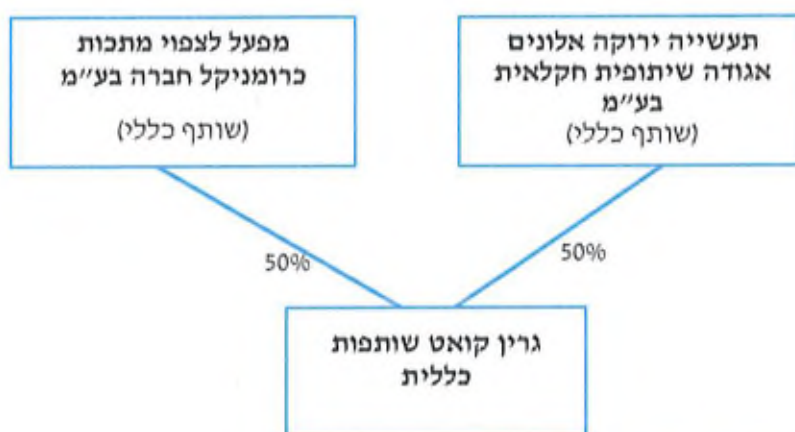 תעשייה ירוקה אלונים
אגודה שיתופית חקלאית
בע״מ
(שותף כללי)
מפעל לצפוי מתכות
כרומניקל חברה בע״מ
(שותף כללי)
50%
50%
גרין קואט שותפות
כללית